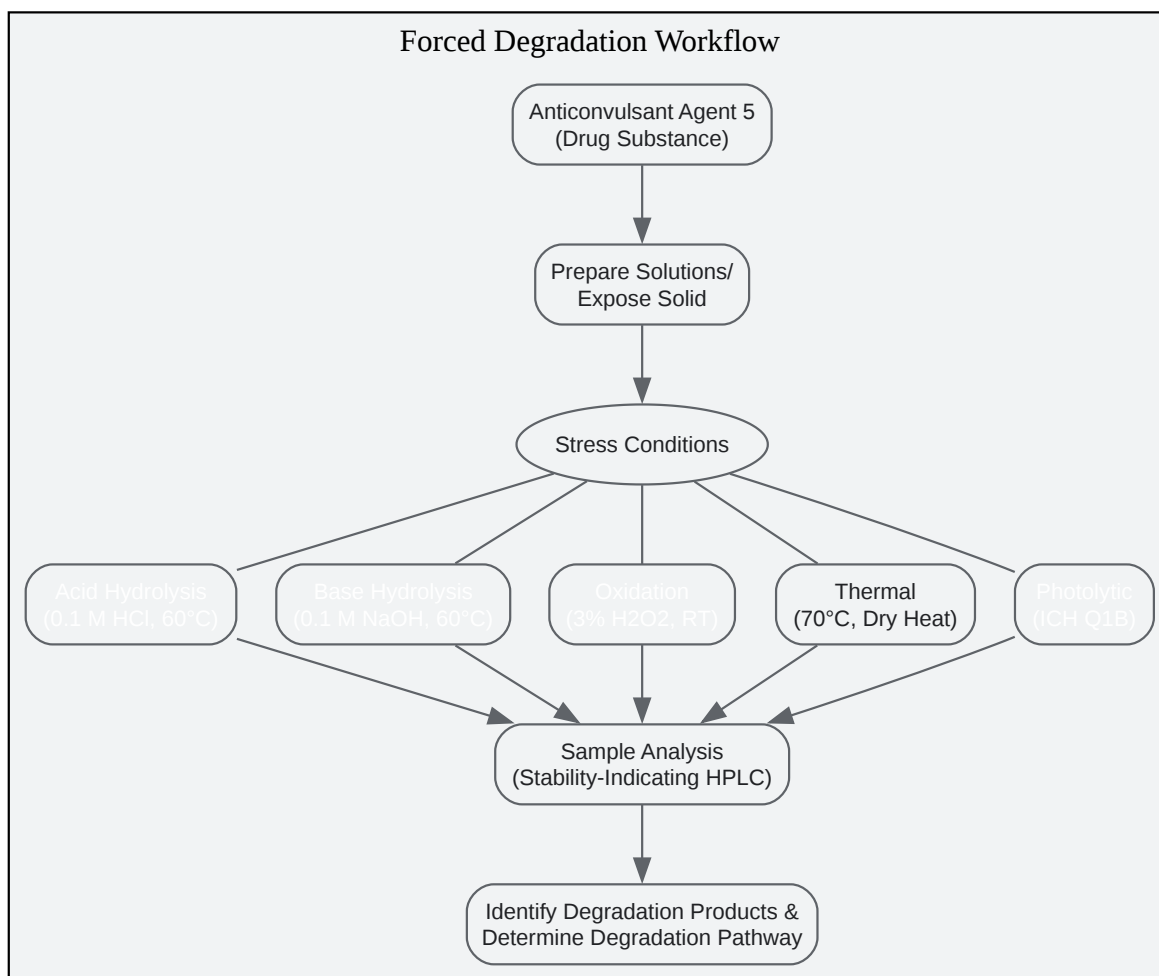 Forced Degradation Workflow
Anticonvulsant Agent 5
(Drug Substance)
Prepare Solutions/
Expose Solid
Stress Conditions
Acid Hydrolysis
(0.1 M HCl, 60°C)
Base Hydrolysis
(0.1 M NaOH, 60°C)
Oxidation
(3% H2O2, RT)
Thermal
(70°C, Dry Heat)
Photolytic
(ICH Q1B)
Sample Analysis
(Stability-Indicating HPLC)
Identify Degradation Products &
Determine Degradation Pathway